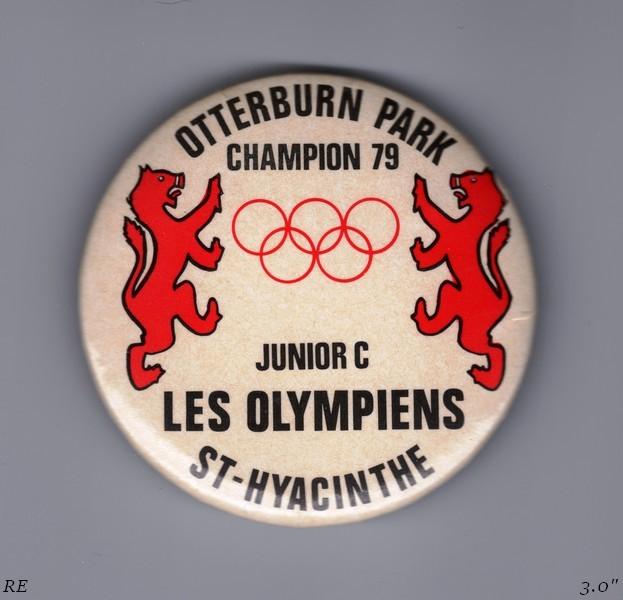 OTTERBURN PARK
CHAMPION 79
JUNIOR C
LES OLYMPIENS
ST-HYACINTHE
RE
3.0"